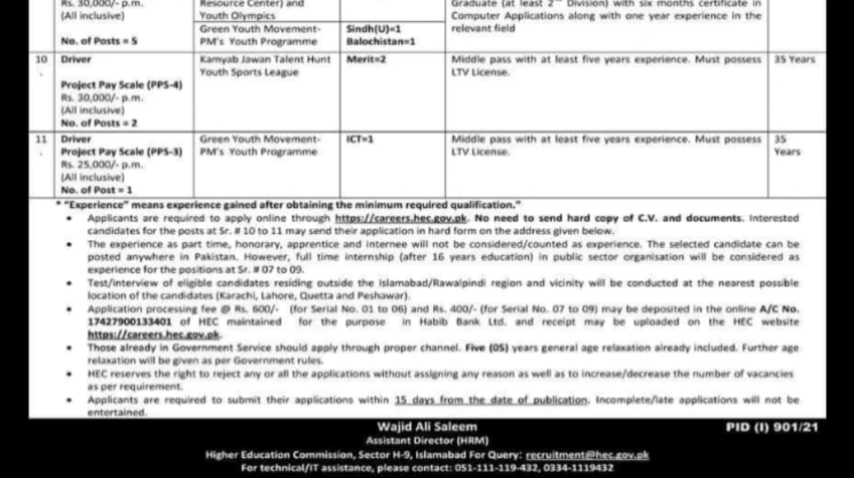 Rs. 30,000/- p.m.
(All inclusive)
No. of Posts = 5
Resource Center) and
Youth Olympics
Green Youth Movement-
PM's Youth Programme
Sindh(U)=1
Balochistan=1
Graduate (at least 2nd Division) with six months certificate in
Computer Applications along with one year experience in the
relevant field
10
.
Driver
Project Pay Scale (PPS-4)
Rs. 30,000/- p.m.
(All inclusive)
No. of Posts = 2
Kamyab Jawan Talent Hunt
Youth Sports League
Merit=2
Middle pass with at least five years experience. Must possess
LTV License.
35 Years
11
.
Driver
Project Pay Scale (PPS-3)
Rs. 25,000/- p.m.
(All inclusive)
No. of Post = 1
Green Youth Movement-
PM's Youth Programme
ICT=1
Middle pass with at least five years experience. Must possess
LTV License.
35
Years
* "Experience" means experience gained after obtaining the minimum required qualification."
• Applicants are required to apply online through https://careers.hec.gov.pk. No need to send hard copy of C.V. and documents. Interested
candidates for the posts at Sr. # 10 to 11 may send their application in hard form on the address given below.
• The experience as part time, honorary, apprentice and internee will not be considered/counted as experience. The selected candidate can be
posted anywhere in Pakistan. However, full time internship (after 16 years education) in public sector organisation will be considered as
experience for the positions at Sr. # 07 to 09.
• Test/interview of eligible candidates residing outside the Islamabad/Rawalpindi region and vicinity will be conducted at the nearest possible
location of the candidates (Karachi, Lahore, Quetta and Peshawar).
• Application processing fee @ Rs. 600/- (for Serial No. 01 to 06) and Rs. 400/- (for Serial No. 07 to 09) may be deposited in the online A/C No.
17427900133401 of HEC maintained for the purpose in Habib Bank Ltd. and receipt may be uploaded on the HEC website
https://careers.hec.gov.pk.
• Those already in Government Service should apply through proper channel. Five (05) years general age relaxation already included. Further age
relaxation will be given as per Government rules.
• HEC reserves the right to reject any or all the applications without assigning any reason as well as to increase/decrease the number of vacancies
as per requirement.
• Applicants are required to submit their applications within 15 days from the date of publication. Incomplete/late applications will not be
entertained.
Wajid Ali Saleem
PID (I) 901/21
Assistant Director (HRM)
Higher Education Commission, Sector H-9, Islamabad For Query: recruitment@hec.gov.pk
For technical/IT assistance, please contact: 051-111-119-432, 0334-1119432